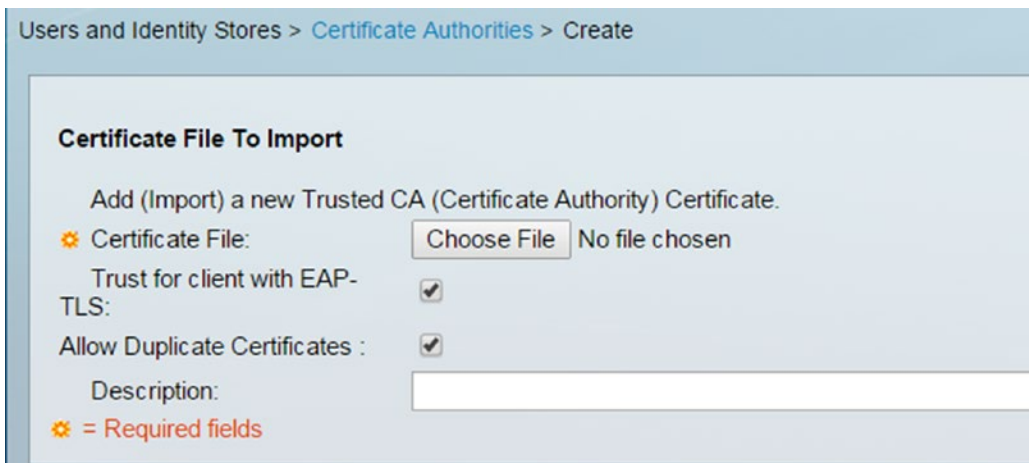 Users and Identity Stores > Certificate Authorities > Create
Certificate File To Import
Add (Import) a new Trusted CA (Certificate Authority) Certificate.
Certificate File: Choose File No file chosen
Trust for client with EAP-
TLS:
Allow Duplicate Certificates :
Description:
= Required fields